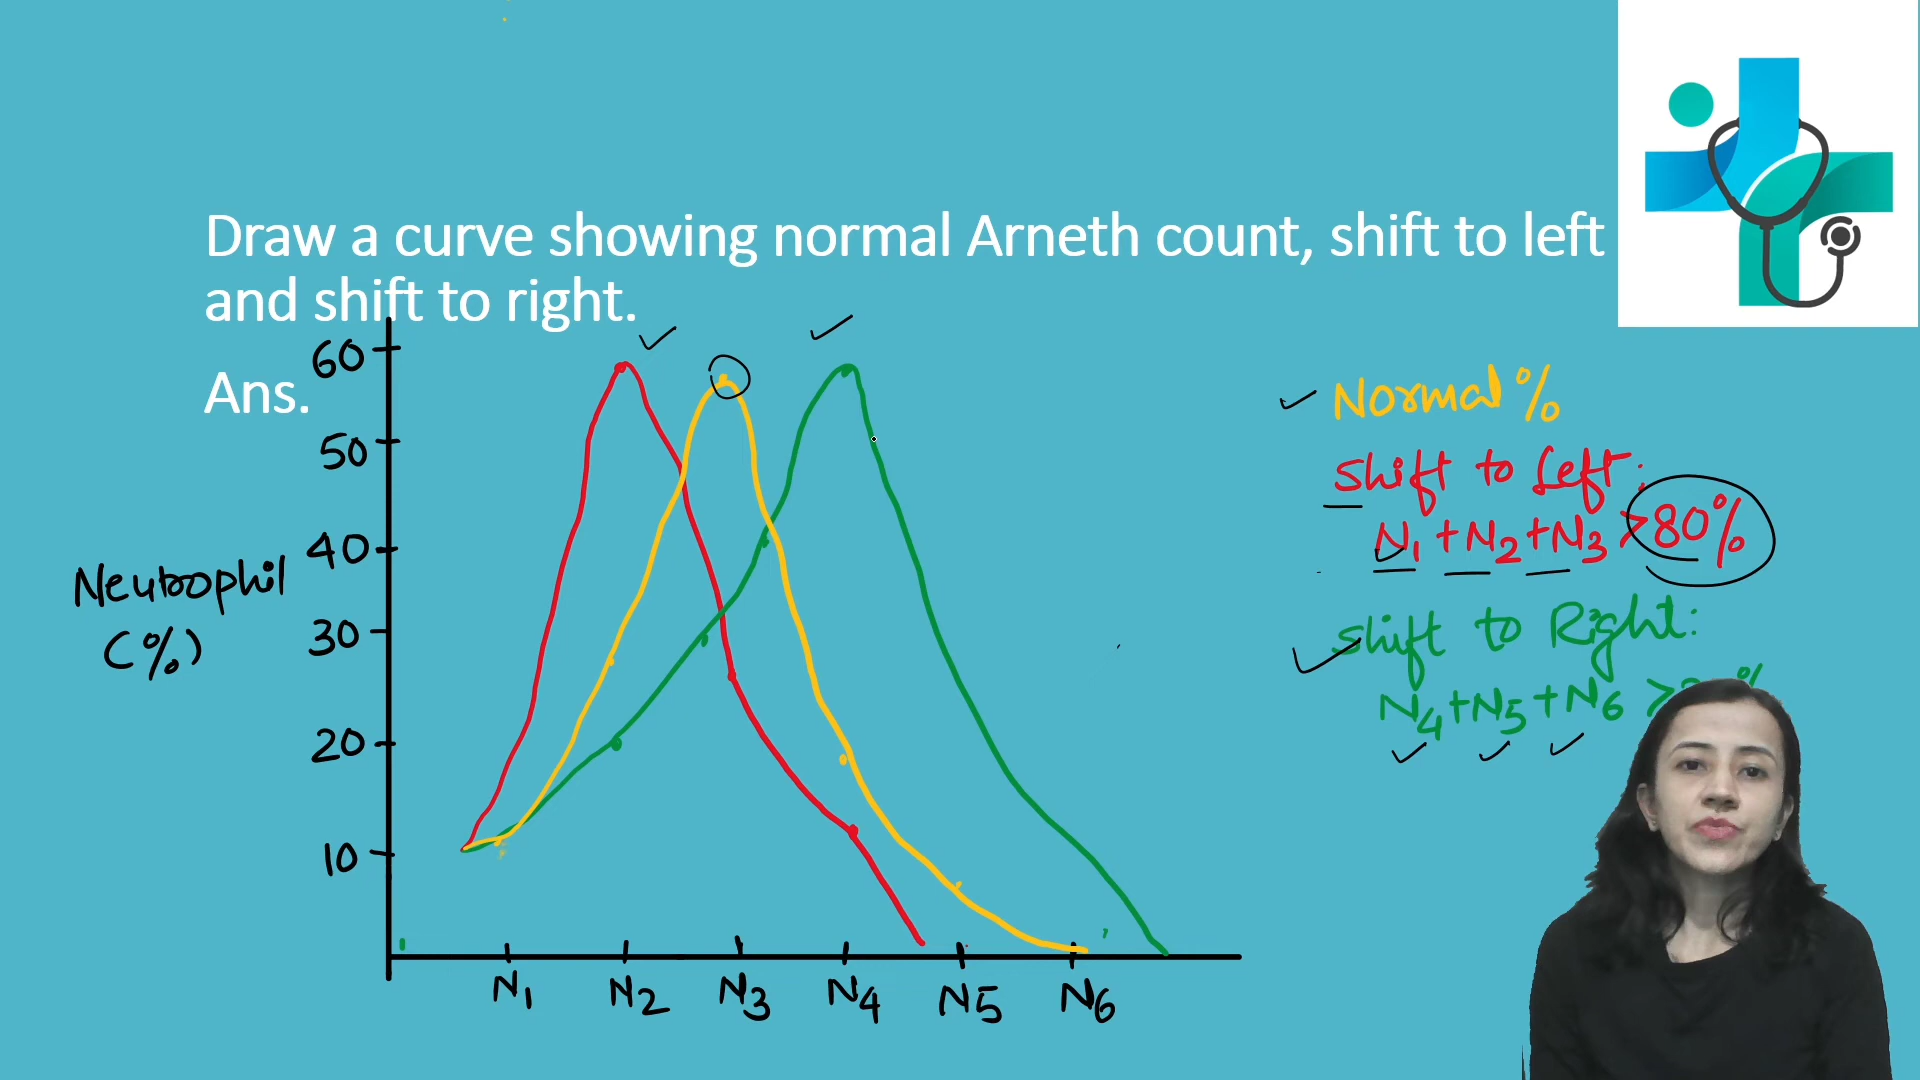 Draw a curve showing normal Arneth count, shift to left
and shift to right.
Ans.
60
50
40
30
20
10
Neutrophil
(%)
N1 N2 N3 N4 N5 N6
Normal %
Shift to Left:
N1 + N2 + N3 > 80%
Shift to Right:
N4 + N5 + N6 >